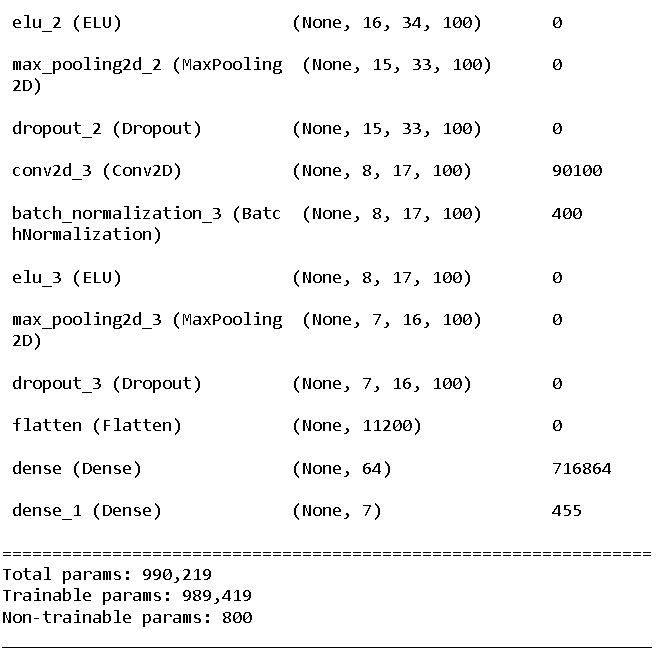 elu_2 (ELU) (None, 16, 34, 100) 0
max_pooling2d_2 (MaxPooling (None, 15, 33, 100) 0
2D)
dropout_2 (Dropout) (None, 15, 33, 100) 0
conv2d_3 (Conv2D) (None, 8, 17, 100) 90100
batch_normalization_3 (Batc (None, 8, 17, 100) 400
hNormalization)
elu_3 (ELU) (None, 8, 17, 100) 0
max_pooling2d_3 (MaxPooling (None, 7, 16, 100) 0
2D)
dropout_3 (Dropout) (None, 7, 16, 100) 0
flatten (Flatten) (None, 11200) 0
dense (Dense) (None, 64) 716864
dense_1 (Dense) (None, 7) 455
=================================================================
Total params: 990,219
Trainable params: 989,419
Non-trainable params: 800
_________________________________________________________________